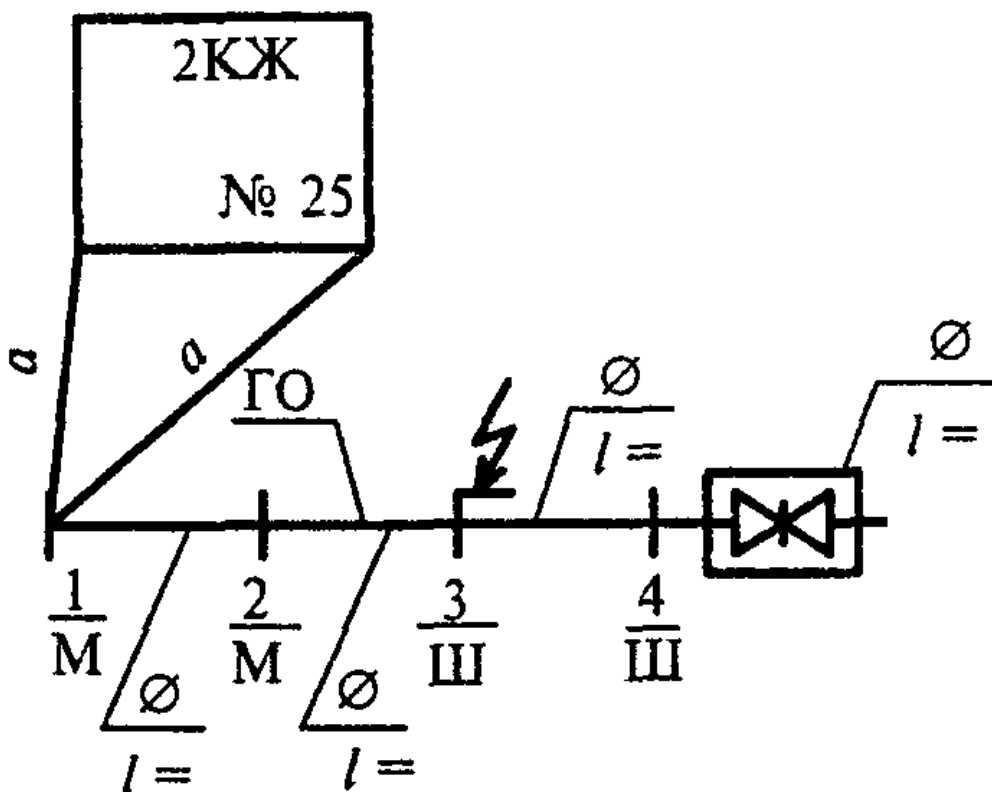 2КЖ
№ 25
a
a
ГО
∅
l =
∅
l =
1
М
2
М
3
Ш
4
Ш
∅
l =
∅
l =